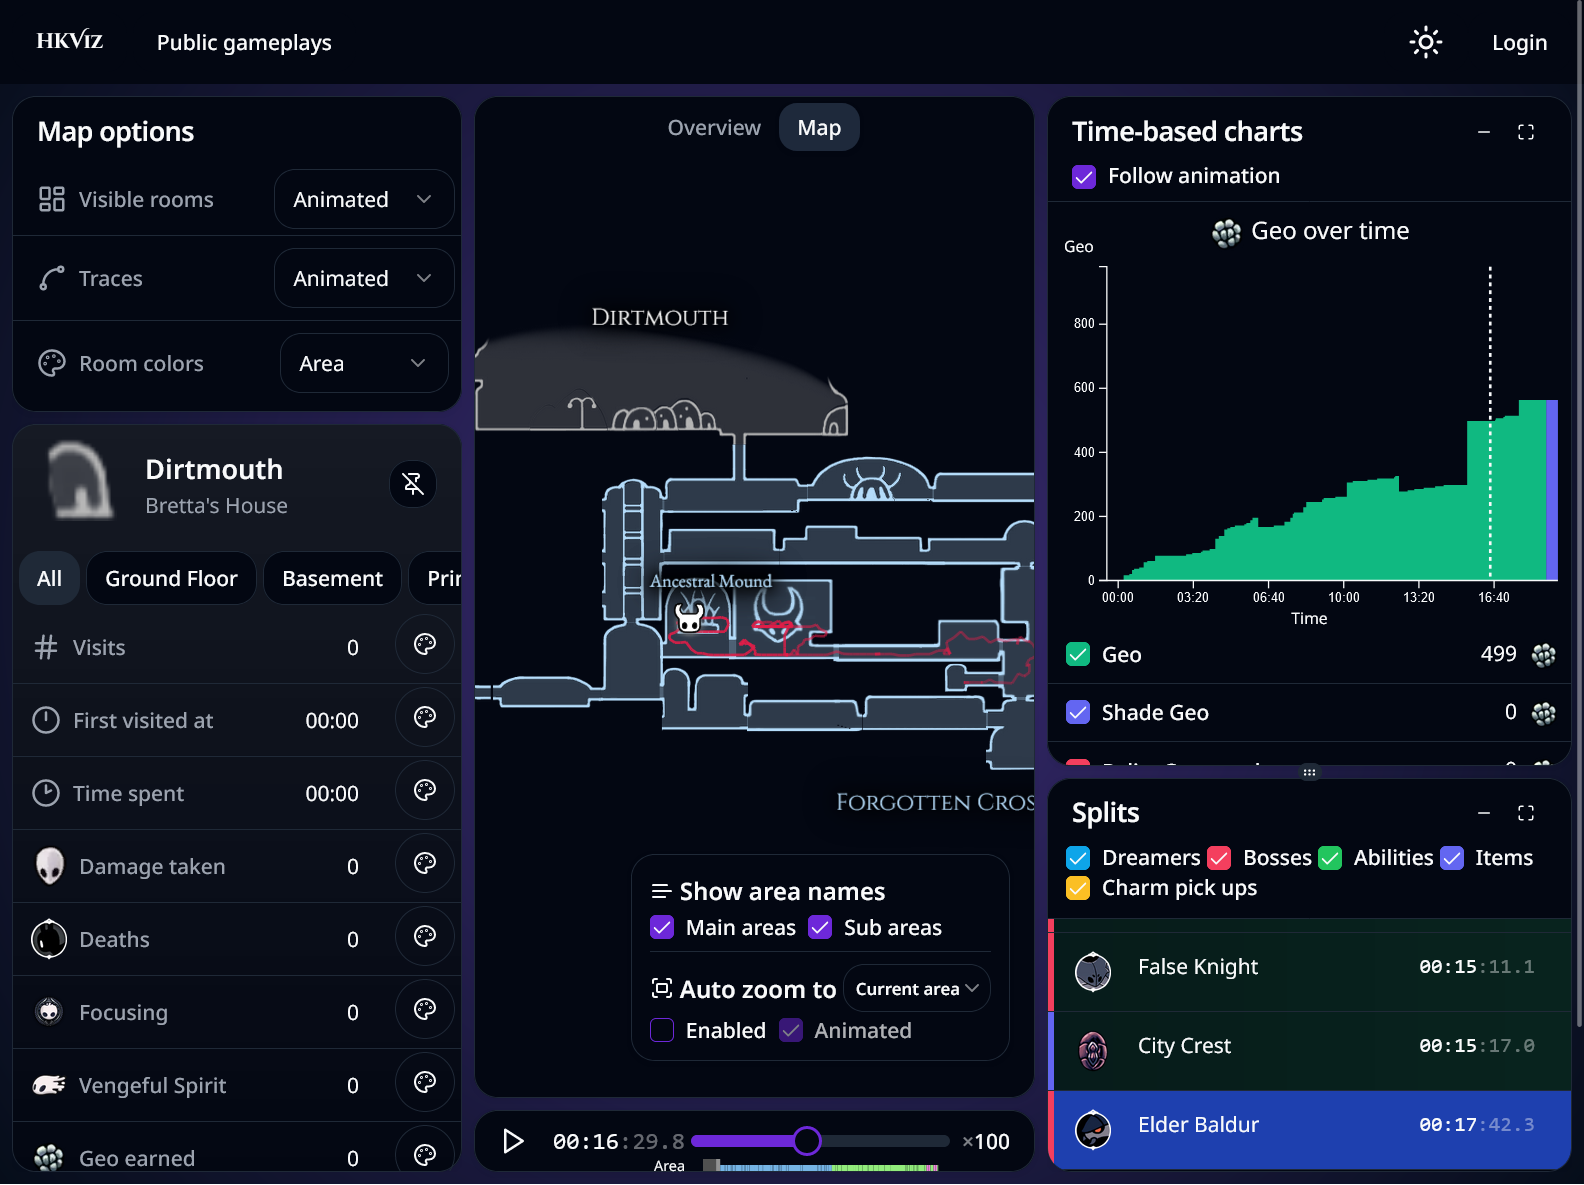 HKViz
Public gameplays
Login
Map options
Visible rooms
Animated
Traces
Animated
Room colors
Area
Dirtmouth
Bretta's House
All
Ground Floor
Basement
Visits
0
First visited at
00:00
Time spent
00:00
Damage taken
0
Deaths
0
Focusing
0
Vengeful Spirit
0
Geo earned
0
Overview
Map
Dirtmouth
Ancestral Mound
Forgotten Cros
Show area names
Main areas
Sub areas
Auto zoom to
Current area
Enabled
Animated
00:16:29.8
×100
Area
Time-based charts
Follow animation
Geo over time
Geo
800
600
400
200
0
00:00
03:20
06:40
10:00
13:20
16:40
Time
Geo
499
Shade Geo
0
Splits
Dreamers
Bosses
Abilities
Items
Charm pick ups
False Knight
00:15:11.1
City Crest
00:15:17.0
Elder Baldur
00:17:42.3